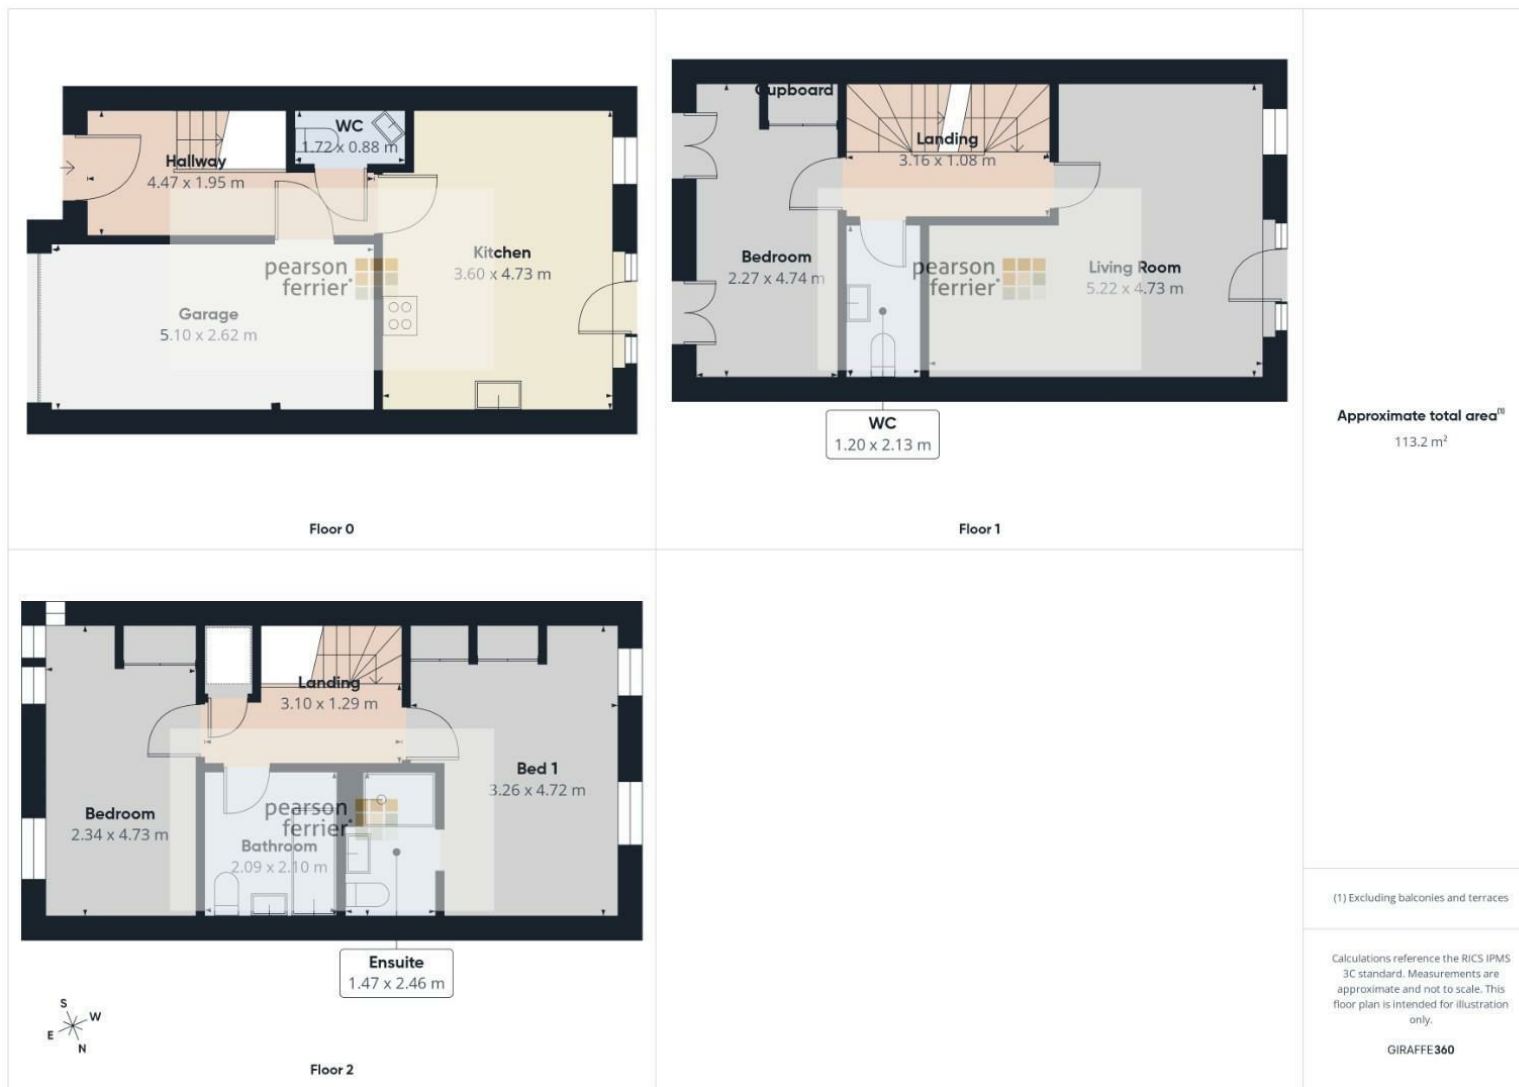 WC
1.72 x 0.88 m
Hallway
4.47 x 1.95 m
Kitchen
3.60 x 4.73 m
pearson
ferrier
Garage
5.10 x 2.62 m
Floor 0
Cupboard
Landing
3.16 x 1.08 m
Bedroom
2.27 x 4.74 m
pearson
ferrier
Living Room
5.22 x 4.73 m
WC
1.20 x 2.13 m
Floor 1
Approximate total area(1)
113.2 m²
Landing
3.10 x 1.29 m
Bed 1
3.26 x 4.72 m
Bedroom
2.34 x 4.73 m
pearson
ferrier
Bathroom
2.09 x 2.10 m
Ensuite
1.47 x 2.46 m
S
W
E
N
Floor 2
(1) Excluding balconies and terraces
Calculations reference the RICS IPMS
3C standard. Measurements are
approximate and not to scale. This
floor plan is intended for illustration
only.
GIRAFFE360